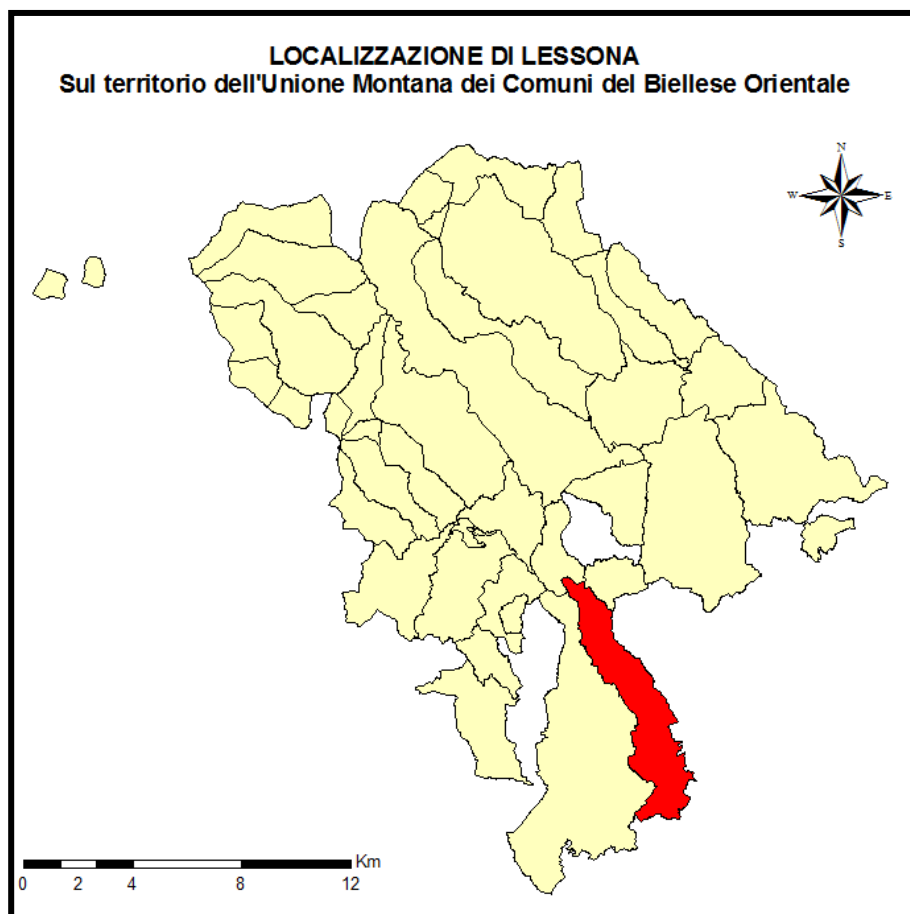 LOCALIZZAZIONE DI LESSONA
Sul territorio dell'Unione Montana dei Comuni del Biellese Orientale
N
W
E
S
Km
0 2 4 8 12